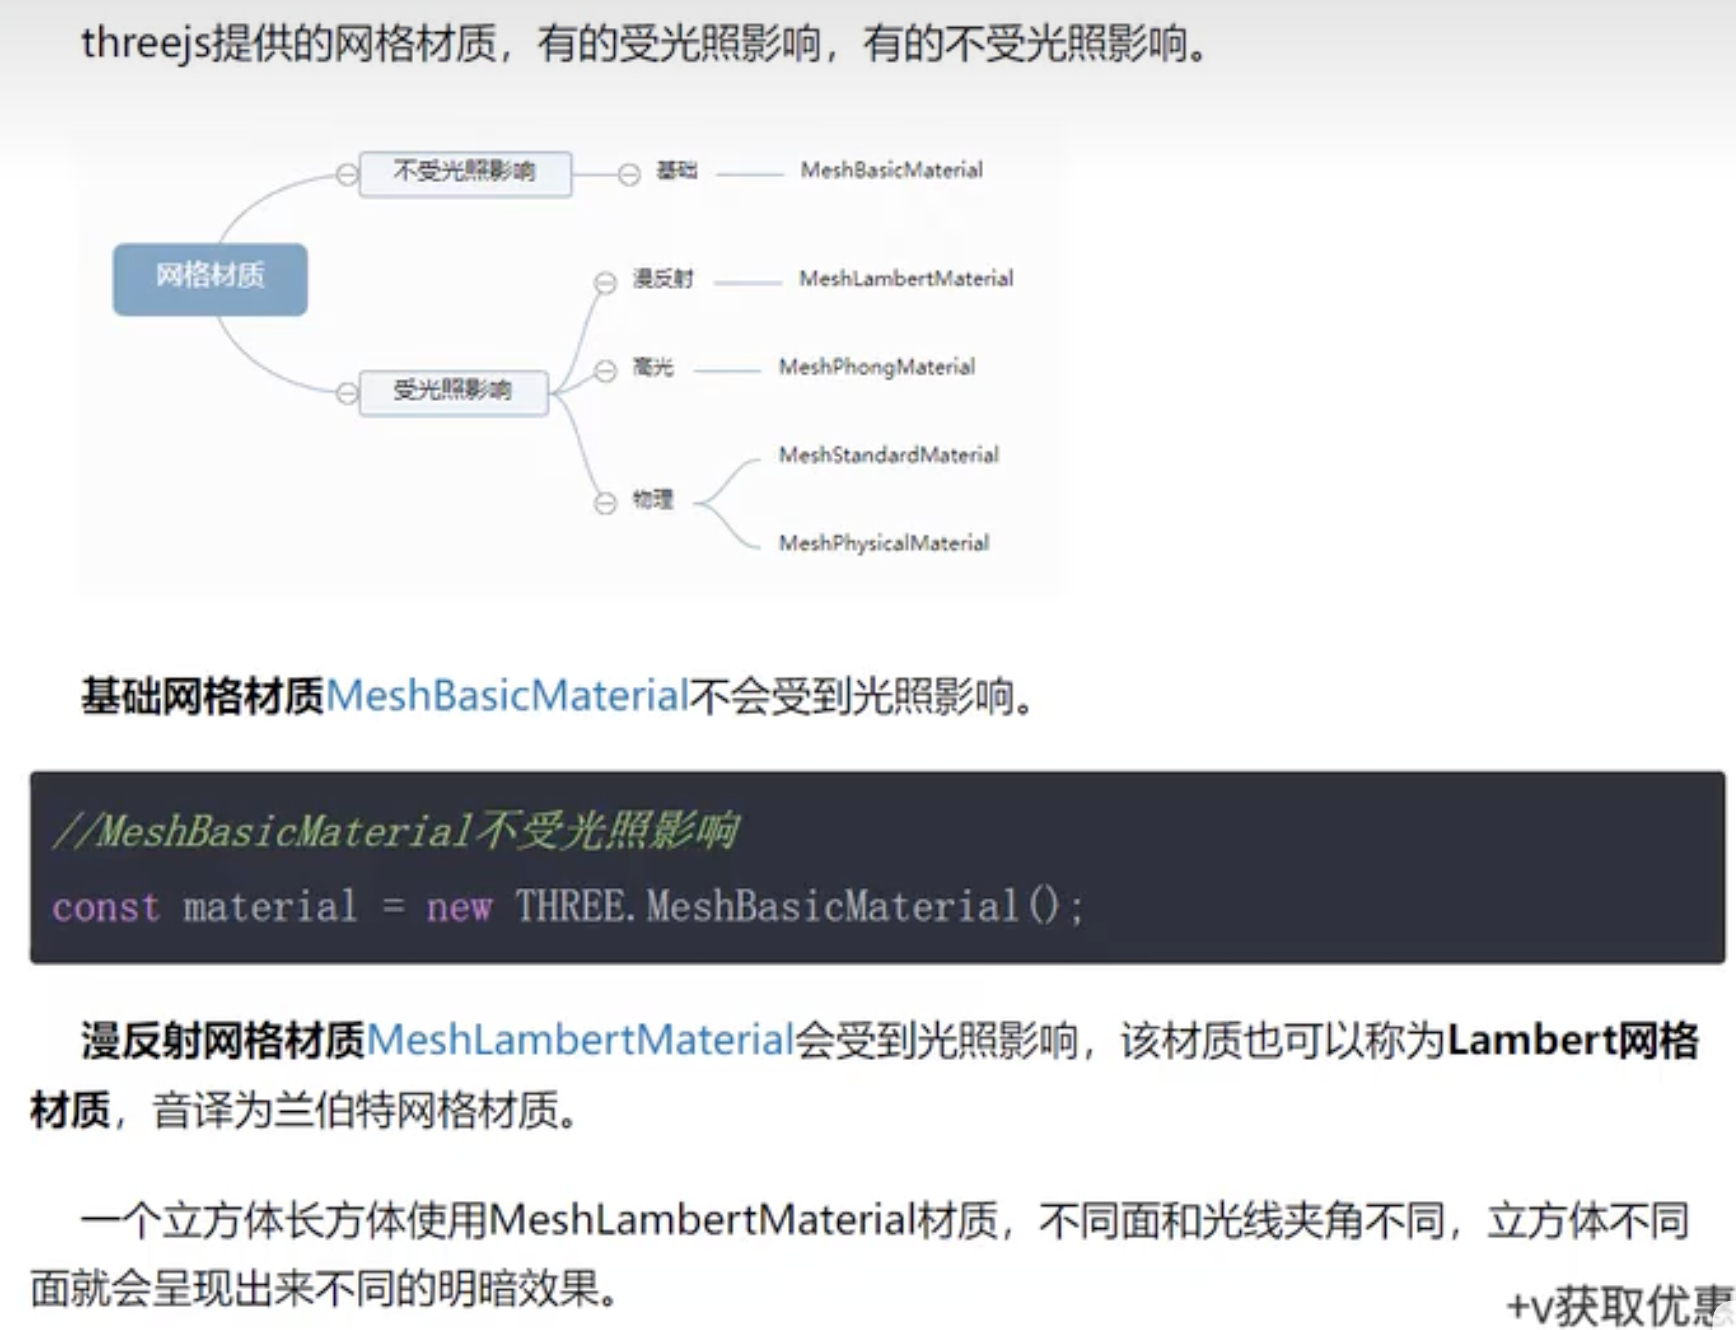 threejs提供的网格材质，有的受光照影响，有的不受光照影响。
不受光照影响 基础 MeshBasicMaterial
网格材质
漫反射 MeshLambertMaterial
高光 MeshPhongMaterial
受光照影响
MeshStandardMaterial
物理
MeshPhysicalMaterial
基础网格材质MeshBasicMaterial不会受到光照影响。
//MeshBasicMaterial不受光照影响
const material = new THREE.MeshBasicMaterial();
漫反射网格材质MeshLambertMaterial会受到光照影响，该材质也可以称为Lambert网格
材质，音译为兰伯特网格材质。
一个立方体长方体使用MeshLambertMaterial材质，不同面和光线夹角不同，立方体不同
面就会呈现出来不同的明暗效果。
+v获取优惠